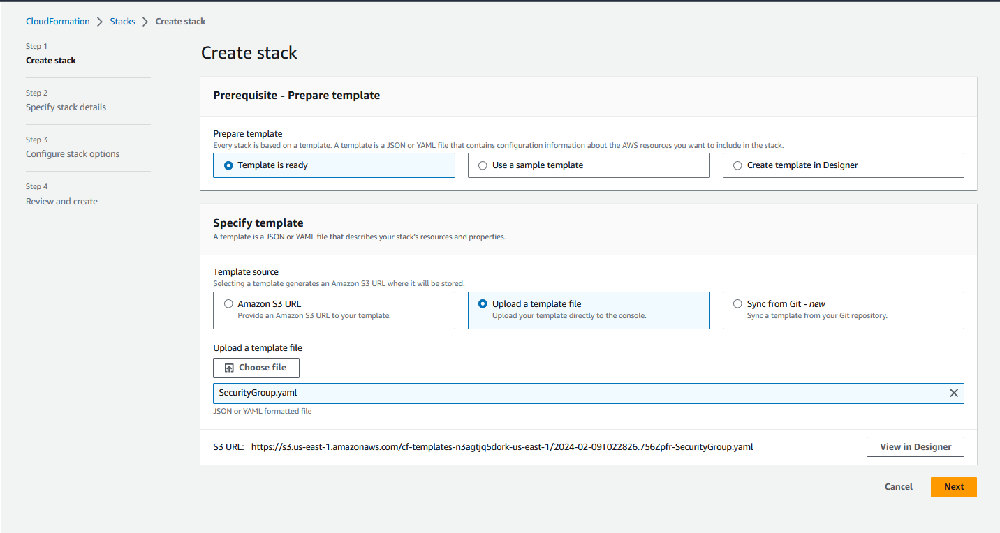 CloudFormation > Stacks > Create stack
Step 1
Create stack
Step 2
Specify stack details
Step 3
Configure stack options
Step 4
Review and create
Create stack
Prerequisite - Prepare template
Prepare template
Every stack is based on a template. A template is a JSON or YAML file that contains configuration information about the AWS resources you want to include in the stack.
Template is ready
Use a sample template
Create template in Designer
Specify template
A template is a JSON or YAML file that describes your stack's resources and properties.
Template source
Selecting a template generates an Amazon S3 URL where it will be stored.
Amazon S3 URL
Provide an Amazon S3 URL to your template.
Upload a template file
Upload your template directly to the console.
Sync from Git - new
Sync a template from your Git repository.
Upload a template file
Choose file
SecurityGroup.yaml
JSON or YAML formatted file
S3 URL: https://s3.us-east-1.amazonaws.com/cf-templates-n3agtjq5dork-us-east-1/2024-02-09T022826.756Zpfr-SecurityGroup.yaml
View in Designer
Cancel
Next